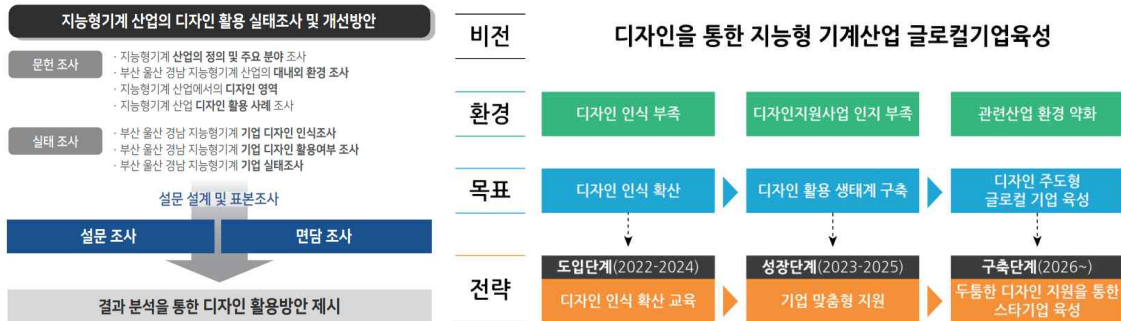 지능형기계 산업의 디자인 활용 실태조사 및 개선방안
문헌 조사
· 지능형기계 산업의 정의 및 주요 분야 조사
· 부산 울산 경남 지능형기계 산업의 대내외 환경 조사
· 지능형기계 산업에서의 디자인 영역
· 지능형기계 산업 디자인 활용 사례 조사
실태 조사
· 부산 울산 경남 지능형기계 기업 디자인 인식조사
· 부산 울산 경남 지능형기계 기업 디자인 활용여부 조사
· 부산 울산 경남 지능형기계 기업 실태조사
설문 설계 및 표본조사
설문 조사
면담 조사
결과 분석을 통한 디자인 활용방안 제시
비전
디자인을 통한 지능형 기계산업 글로컬기업육성
환경
디자인 인식 부족
디자인지원사업 인지 부족
관련산업 환경 약화
목표
디자인 인식 확산
디자인 활용 생태계 구축
디자인 주도형
글로컬 기업 육성
전략
도입단계(2022-2024)
디자인 인식 확산 교육
성장단계(2023-2025)
기업 맞춤형 지원
구축단계(2026~)
두툼한 디자인 지원을 통한
스타기업 육성